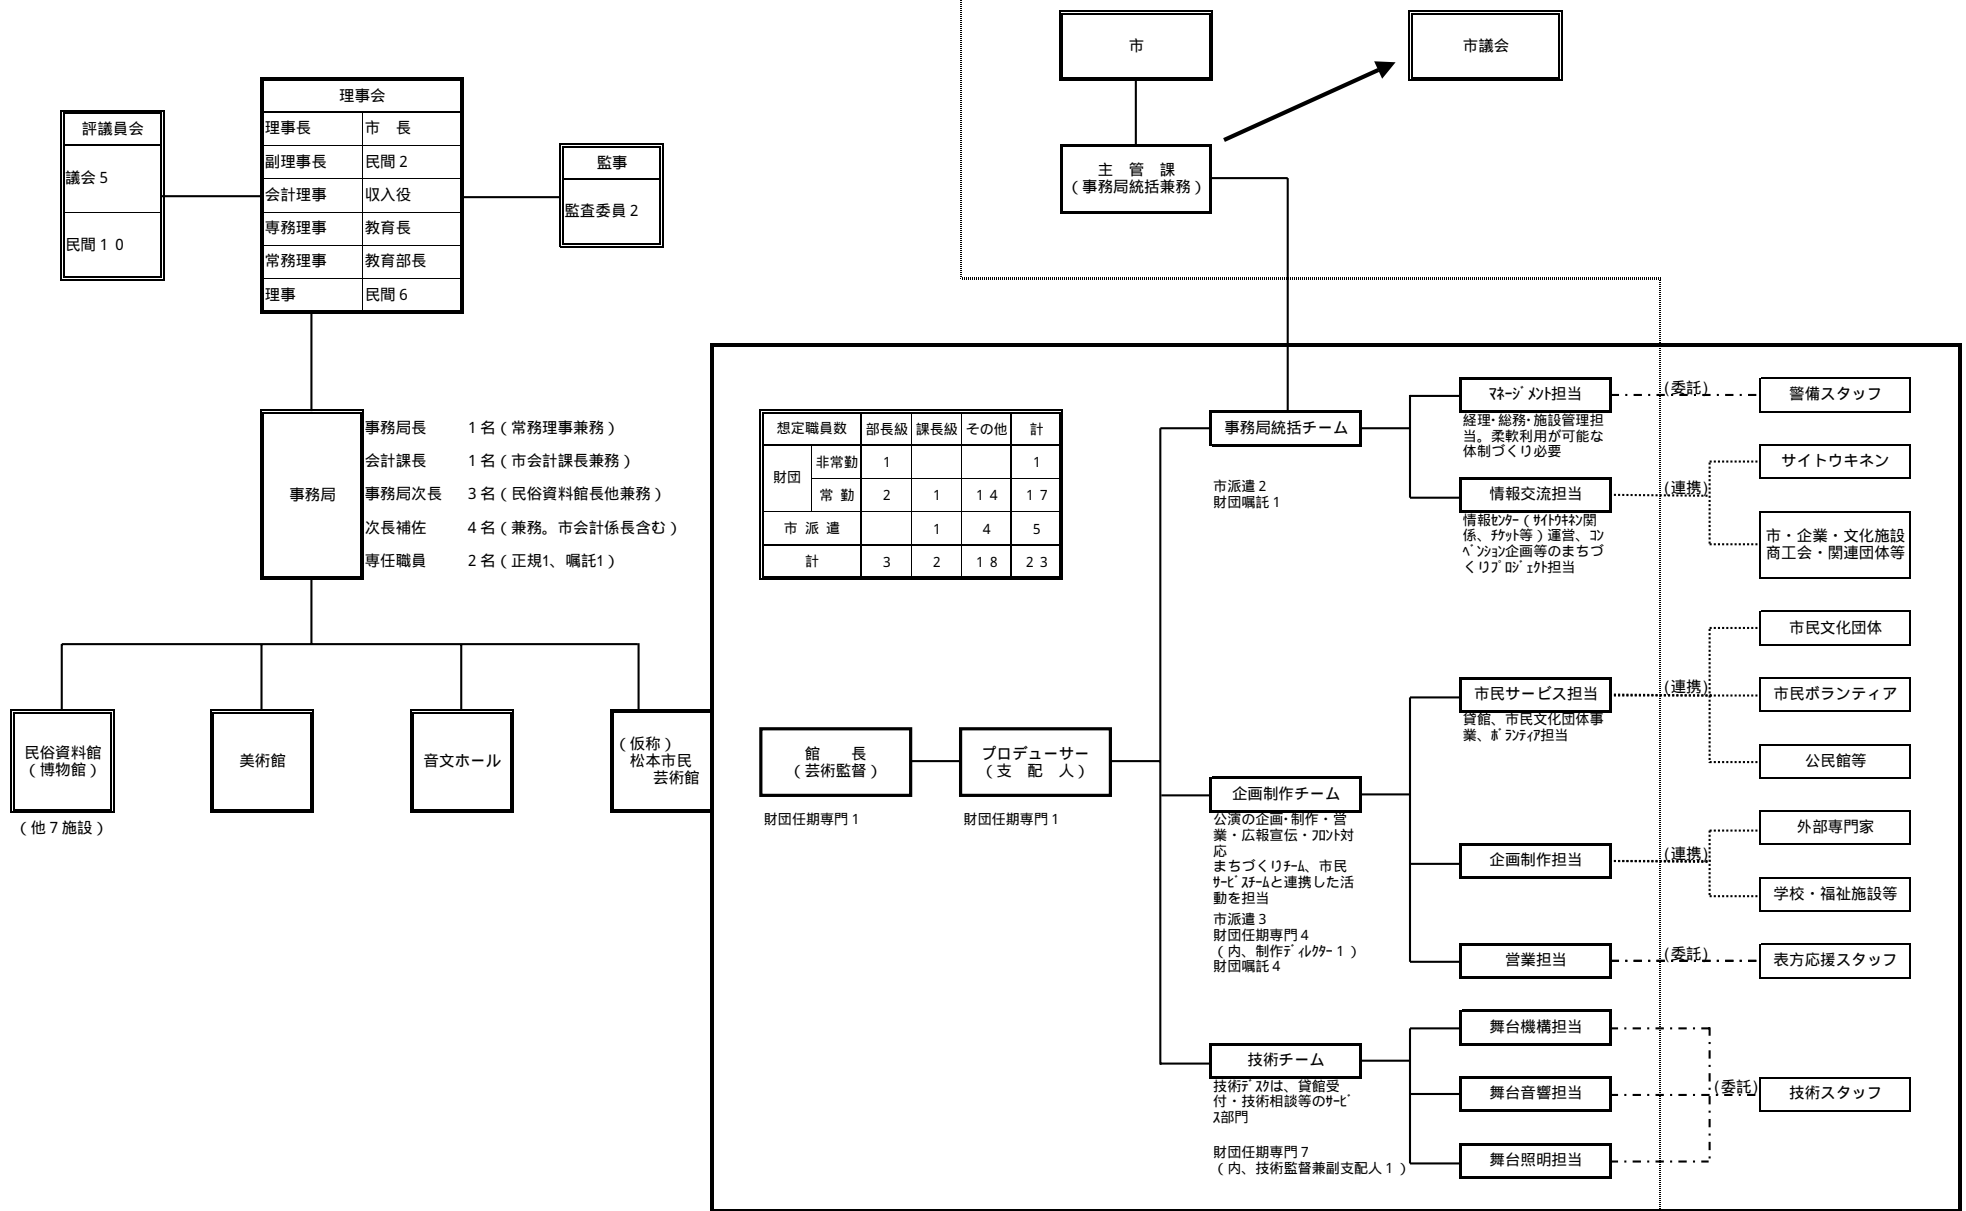 市
市議会
主　管　課
（事務局統括兼務）
理事会
理事長　市　長
副理事長　民間２
会計理事　収入役
専務理事　教育長
常務理事　教育部長
理事　民間６
評議員会
議会５
民間１０
監事
監査委員２
事務局
事務局長　１名（常務理事兼務）
会計課長　１名（市会計課長兼務）
事務局次長　３名（民俗資料館長他兼務）
次長補佐　４名（兼務。市会計係長含む）
専任職員　２名（正規1、嘱託1）
民俗資料館
（博物館）
（他７施設）
美術館
音文ホール
（仮称）
松本市民
芸術館
想定職員数　部長級　課長級　その他　計
財団　非常勤　１　１
常 勤　２　１　１４　１７
市 派 遣　１　４　５
計　３　２　１８　２３
館　　長
（芸術監督）
財団任期専門１
プロデューサー
（支　配　人）
財団任期専門１
事務局統括チーム
市派遣２
財団嘱託１
ﾏﾈｰｼﾞﾒﾝﾄ担当
経理・総務・施設管理担
当。柔軟利用が可能な
体制づくり必要
（委託）
警備スタッフ
情報交流担当
情報ｾﾝﾀｰ（ｻｲﾄｳｷﾈﾝ関
係、ﾁｹｯﾄ等）運営、ｺﾝ
ﾍﾞﾝｼｮﾝ企画等のまちづ
くりﾌﾟﾛｼﾞｪｸﾄ担当
（連携）
サイトウキネン
市・企業・文化施設
商工会・関連団体等
企画制作チーム
公演の企画・制作・営
業・広報宣伝・ﾌﾛﾝﾄ対
応
まちづくりﾁｰﾑ、市民
ｻｰﾋﾞｽﾁｰﾑと連携した活
動を担当
市派遣３
財団任期専門４
（内、制作ﾃﾞｨﾚｸﾀｰ１）
財団嘱託４
市民サービス担当
貸館、市民文化団体事
業、ﾎﾞﾗﾝﾃｨｱ担当
（連携）
市民文化団体
市民ボランティア
公民館等
企画制作担当
（連携）
外部専門家
学校・福祉施設等
営業担当
（委託）
表方応援スタッフ
技術チーム
技術ﾃﾞｽｸは、貸館受
付・技術相談等のｻｰﾋﾞ
ｽ部門
財団任期専門７
（内、技術監督兼副支配人１）
舞台機構担当
舞台音響担当
舞台照明担当
（委託）
技術スタッフ